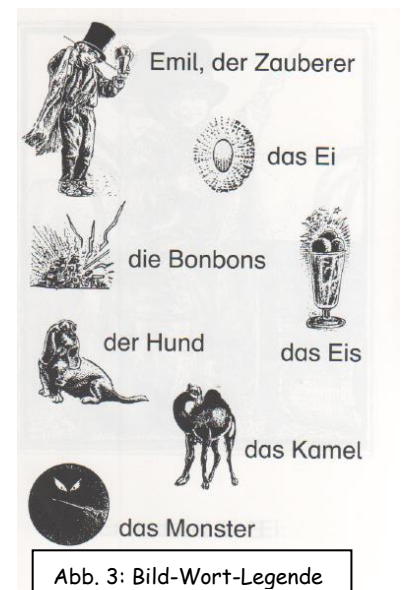 Emil, der Zauberer
das Ei
die Bonbons
der Hund
das Eis
das Kamel
das Monster
Abb. 3: Bild-Wort-Legende